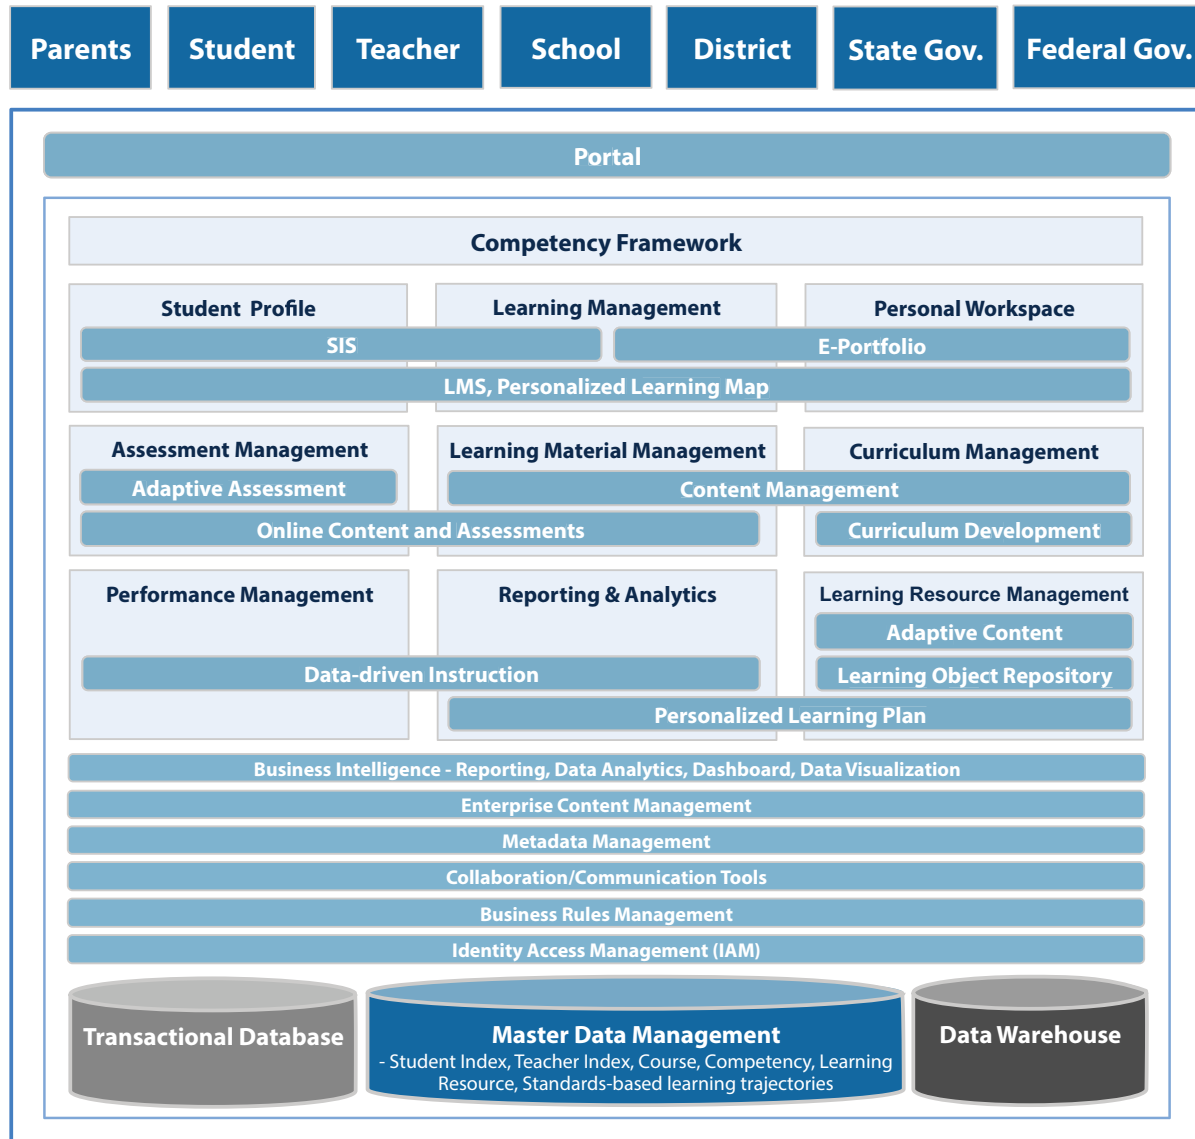 Parents
Student
Teacher
School
District
State Gov.
Federal Gov.
Portal
Competency Framework
Student Profile
Learning Management
Personal Workspace
SIS
E-Portfolio
LMS, Personalized Learning Map
Assessment Management
Learning Material Management
Curriculum Management
Adaptive Assessment
Content Management
Online Content and Assessments
Curriculum Development
Performance Management
Reporting & Analytics
Learning Resource Management
Adaptive Content
Data-driven Instruction
Learning Object Repository
Personalized Learning Plan
Business Intelligence - Reporting, Data Analytics, Dashboard, Data Visualization
Enterprise Content Management
Metadata Management
Collaboration/Communication Tools
Business Rules Management
Identity Access Management (IAM)
Transactional Database
Master Data Management
- Student Index, Teacher Index, Course, Competency, Learning
Resource, Standards-based learning trajectories
Data Warehouse